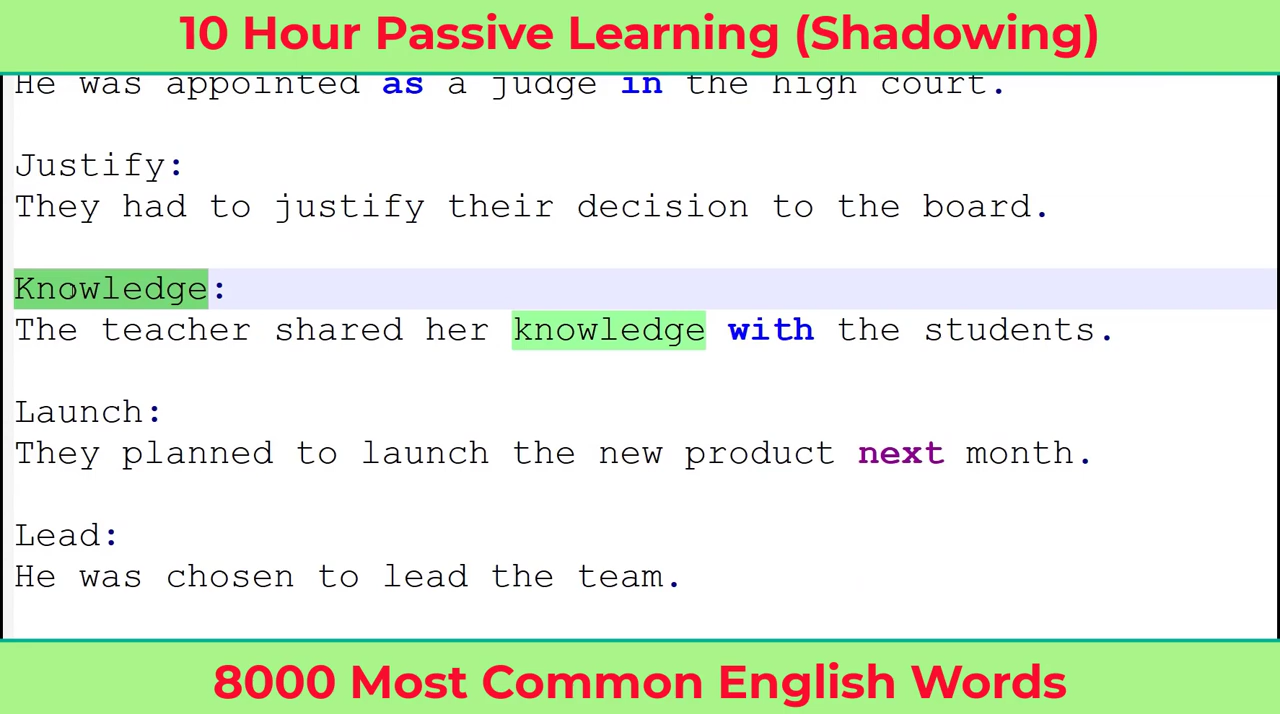 10 Hour Passive Learning (Shadowing)
He was appointed as a judge in the high court.
Justify:
They had to justify their decision to the board.
Knowledge:
The teacher shared her knowledge with the students.
Launch:
They planned to launch the new product next month.
Lead:
He was chosen to lead the team.
8000 Most Common English Words